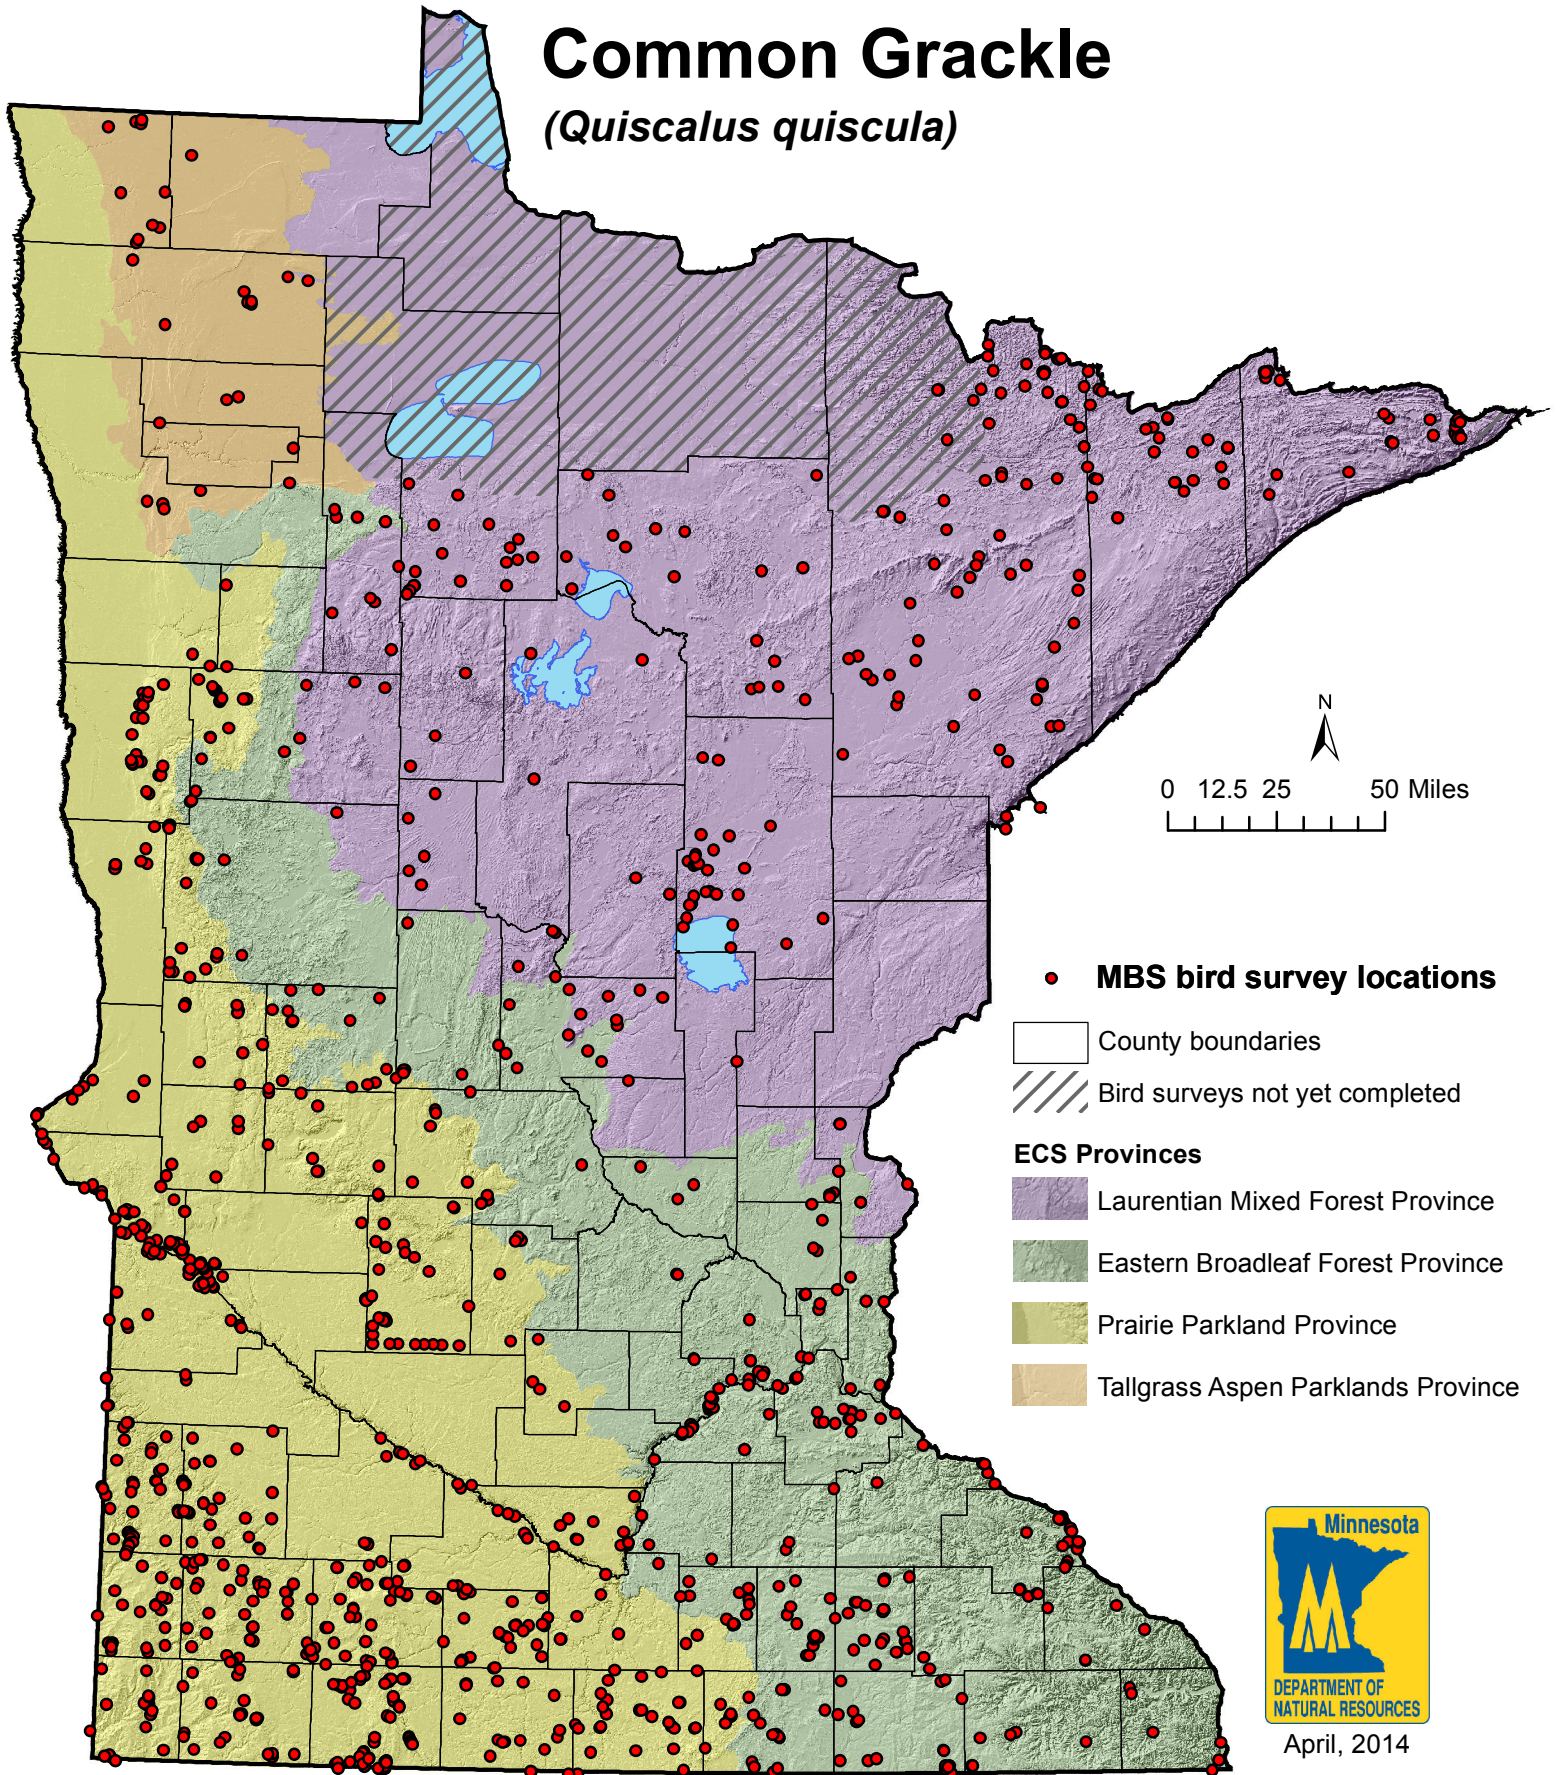 Common Grackle
(Quiscalus quiscula)
N
0 12.5 25 50 Miles
MBS bird survey locations
County boundaries
Bird surveys not yet completed
ECS Provinces
Laurentian Mixed Forest Province
Eastern Broadleaf Forest Province
Prairie Parkland Province
Tallgrass Aspen Parklands Province
Minnesota
DEPARTMENT OF
NATURAL RESOURCES
April, 2014